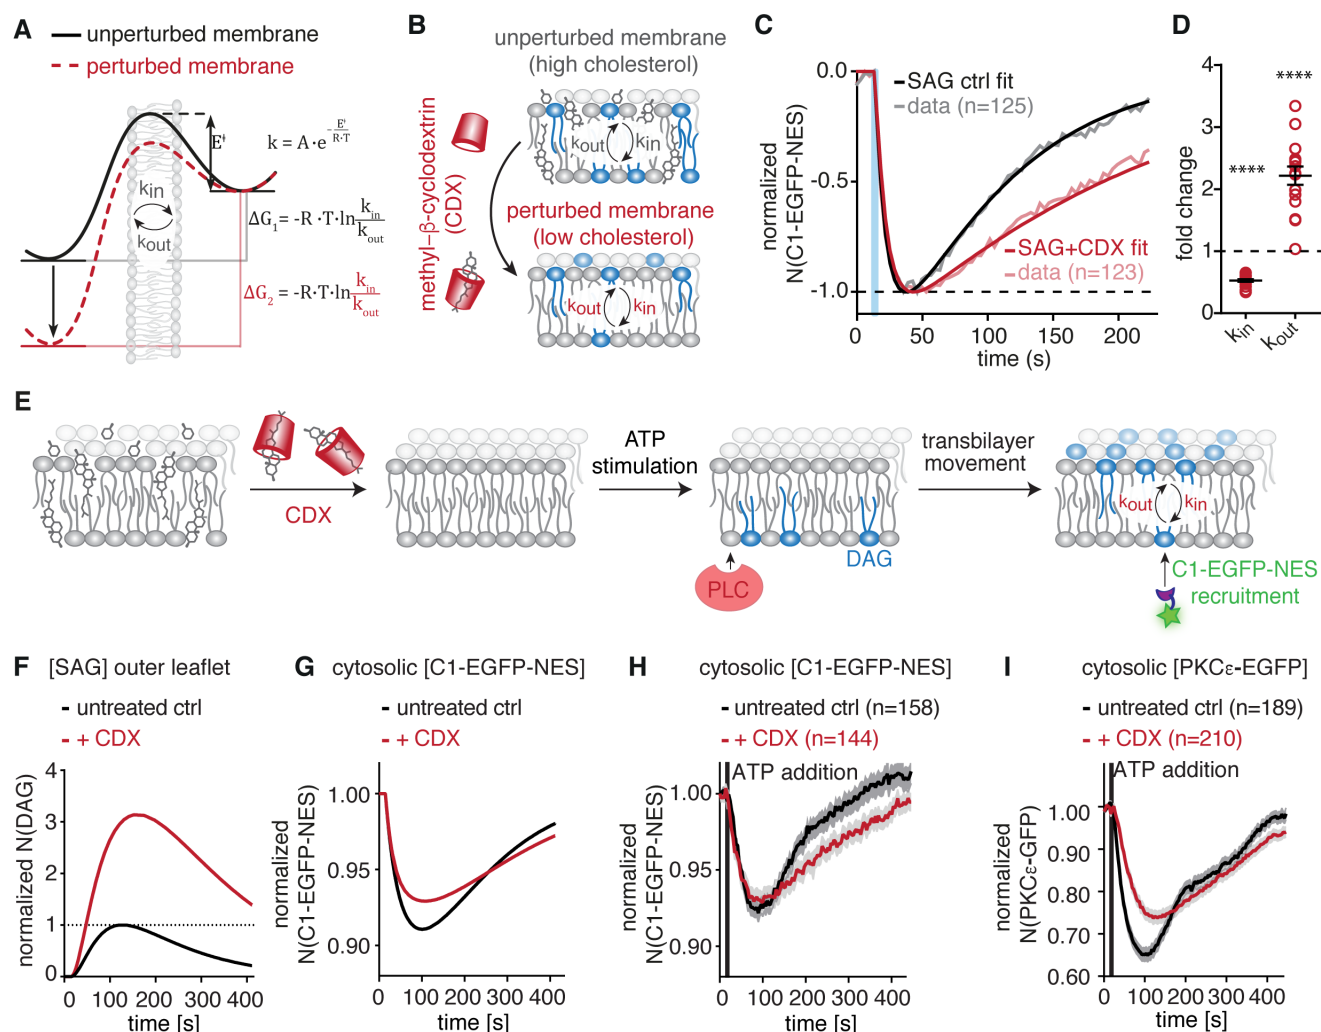 A
unperturbed membrane
perturbed membrane
E‡
k = A·e^-E‡/R·T
kin
kout
ΔG1 = -R ·T·ln kin/kout
ΔG2 = -R·T·ln kin/kout
B
unperturbed membrane
(high cholesterol)
methyl–β-cyclodextrin
(CDX)
kout
kin
perturbed membrane
(low cholesterol)
kout
kin
C
normalized
N(C1-EGFP-NES)
0.0
-0.5
-1.0
SAG ctrl fit
data (n=125)
SAG+CDX fit
data (n=123)
0
50
100
150
200
time (s)
D
fold change
4
3
2
1
0
****
****
kin
kout
E
CDX
ATP
stimulation
PLC
DAG
transbilayer
movement
kout
kin
C1-EGFP-NES
recruitment
F
[SAG] outer leaflet
untreated ctrl
+ CDX
normalized N(DAG)
4
3
2
1
0
0 100 200 300 400
time [s]
G
cytosolic [C1-EGFP-NES]
untreated ctrl
+ CDX
normalized
N(C1-EGFP-NES)
1.00
0.95
0.90
0 100 200 300 400
time [s]
H
cytosolic [C1-EGFP-NES]
untreated ctrl (n=158)
+ CDX (n=144)
ATP addition
normalized
N(C1-EGFP-NES)
1.00
0.95
0.90
0 100 200 300 400
time [s]
I
cytosolic [PKCε-EGFP]
untreated ctrl (n=189)
+ CDX (n=210)
ATP addition
normalized
N(PKCε-GFP)
1.00
0.90
0.80
0.70
0.60
0 100 200 300 400
time [s]